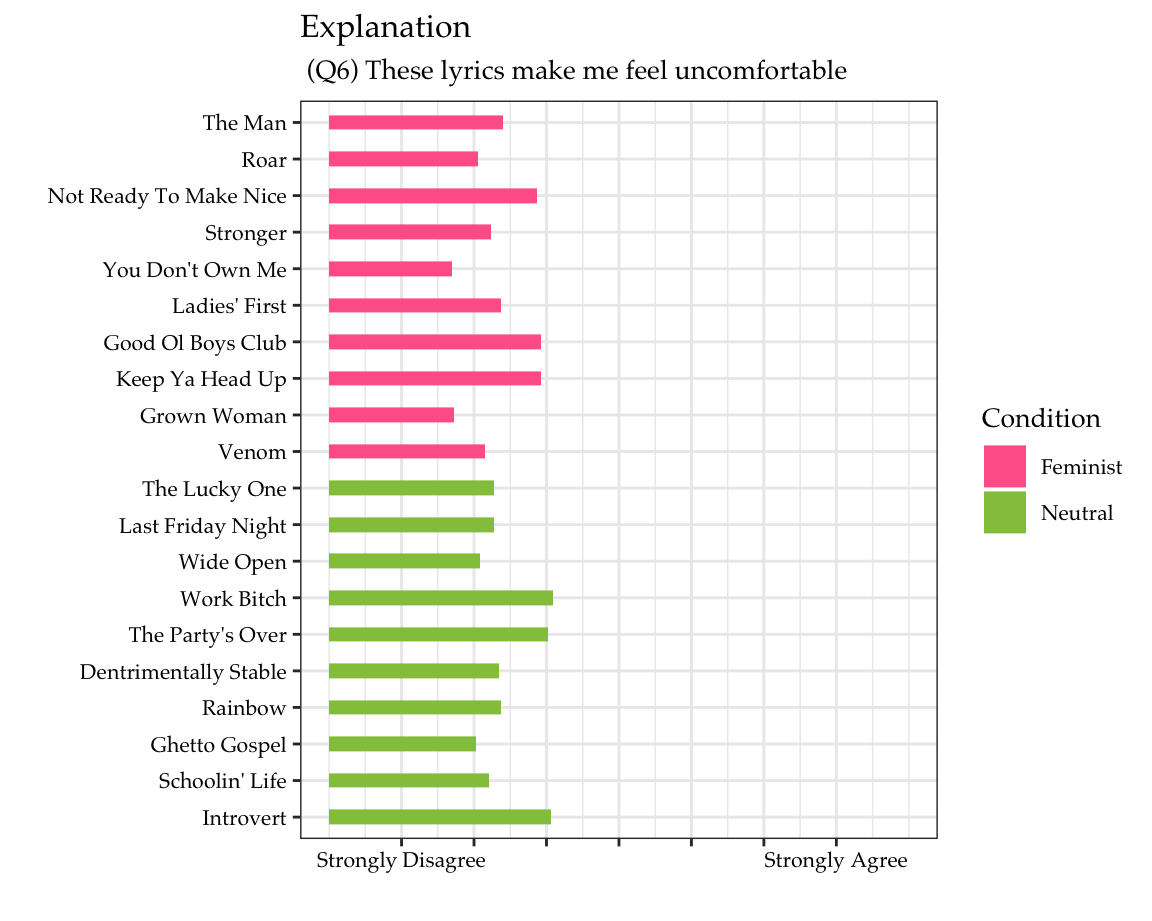 Explanation
(Q6) These lyrics make me feel uncomfortable
The Man
Roar
Not Ready To Make Nice
Stronger
You Don't Own Me
Ladies' First
Good Ol Boys Club
Keep Ya Head Up
Grown Woman
Venom
The Lucky One
Last Friday Night
Wide Open
Work Bitch
The Party's Over
Dentrimentally Stable
Rainbow
Ghetto Gospel
Schoolin' Life
Introvert
Strongly Disagree
Strongly Agree
Condition
Feminist
Neutral